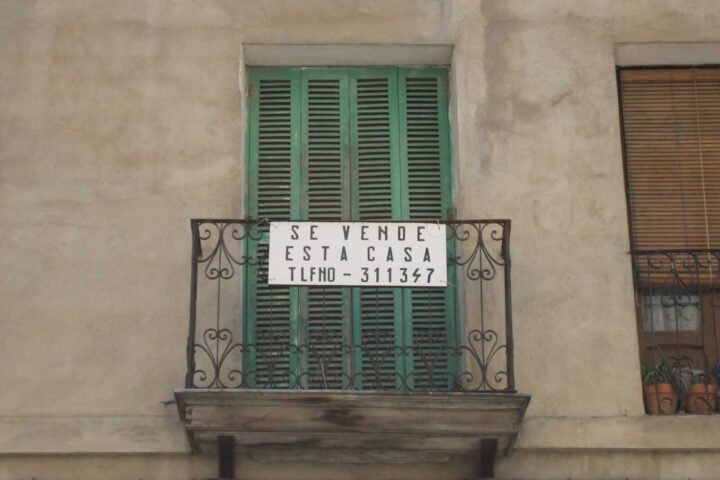 SE VENDE
ESTA CASA
TLFNO - 311347